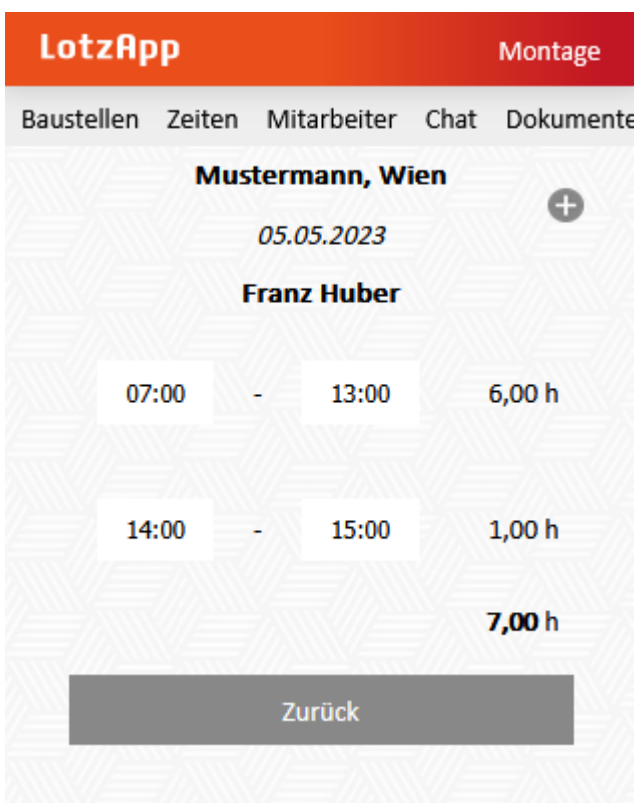 LotzApp Montage
Baustellen Zeiten Mitarbeiter Chat Dokumente
Mustermann, Wien
05.05.2023
Franz Huber
07:00 - 13:00 6,00 h
14:00 - 15:00 1,00 h
7,00 h
Zurück